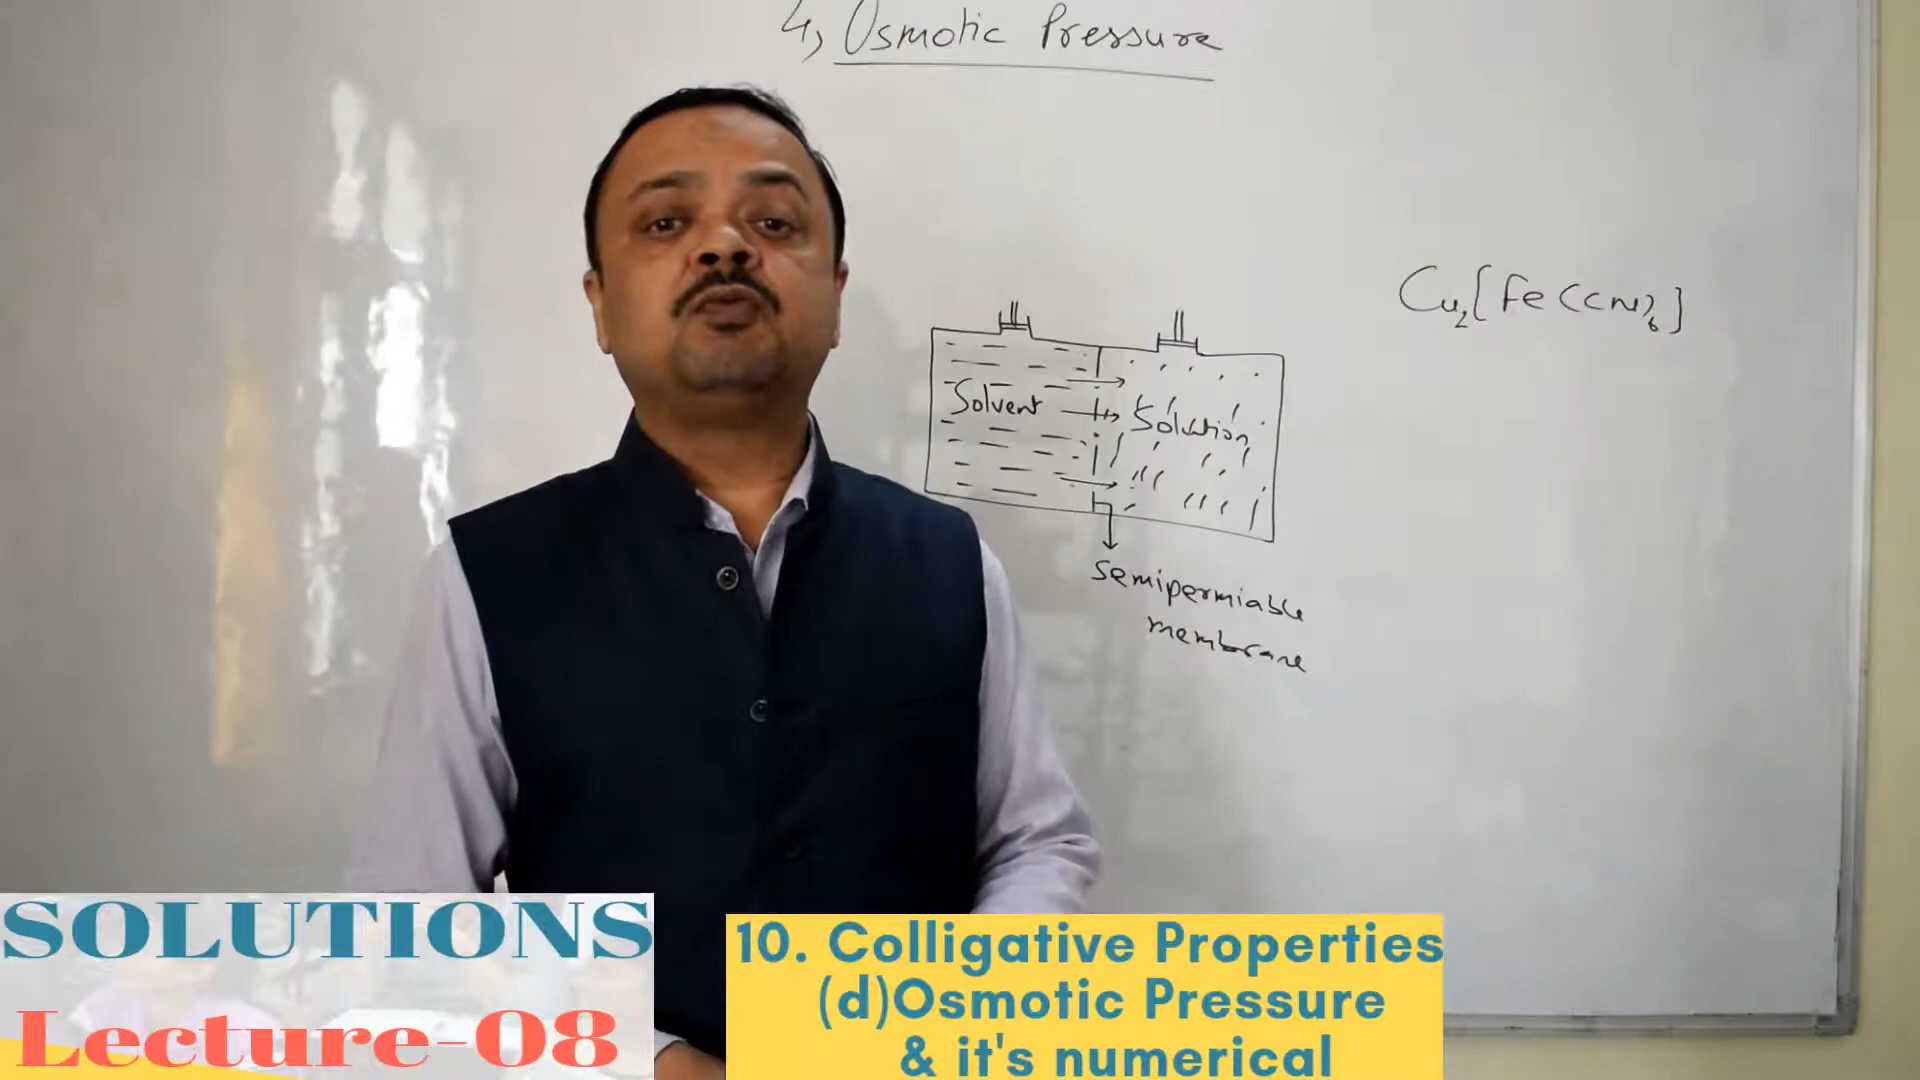 4, Osmotic Pressure
Cu₂[Fe(CN)₆]
Solvent
Solution
Semipermiable
membrane
SOLUTIONS
Lecture-08
10. Colligative Properties
(d)Osmotic Pressure
& it's numerical